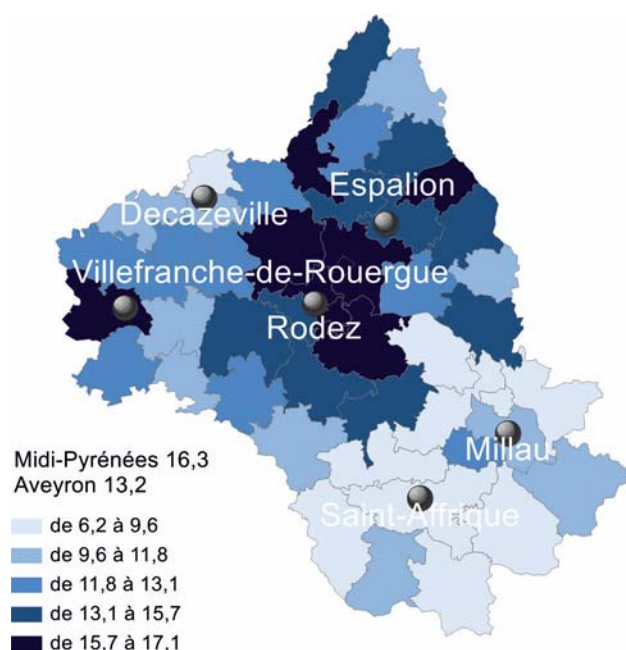 Espalion
Decazeville
Villefranche-de-Rouergue
Rodez
Millau
Saint-Affrique
Midi-Pyrénées 16,3
Aveyron 13,2
de 6,2 à 9,6
de 9,6 à 11,8
de 11,8 à 13,1
de 13,1 à 15,7
de 15,7 à 17,1